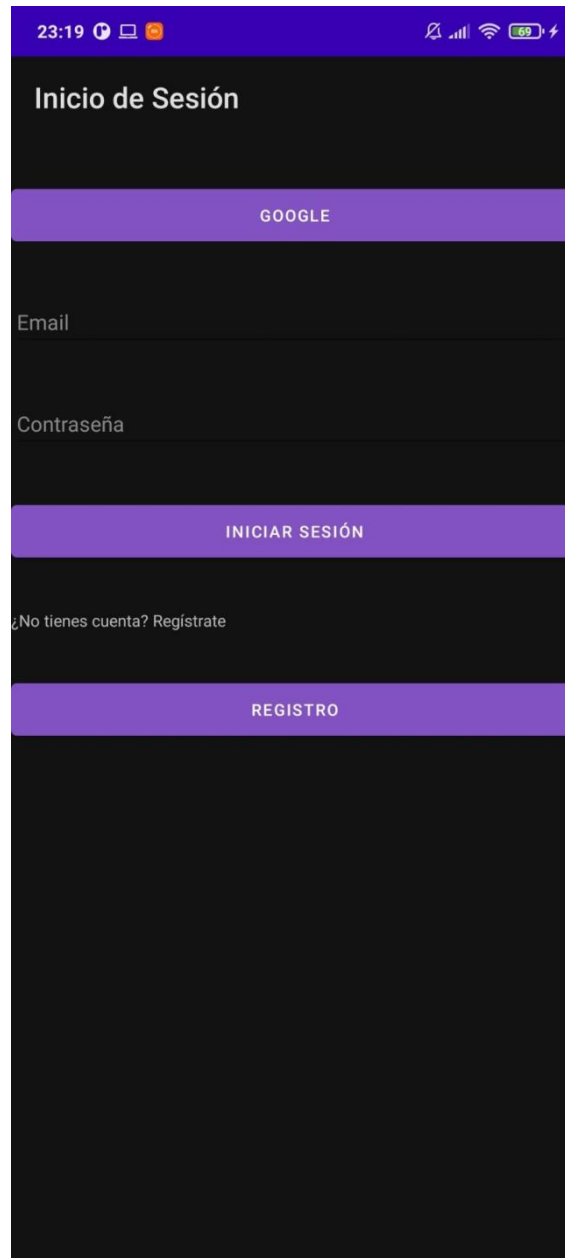 23:19
69
Inicio de Sesión
GOOGLE
Email
Contraseña
INICIAR SESIÓN
¿No tienes cuenta? Regístrate
REGISTRO